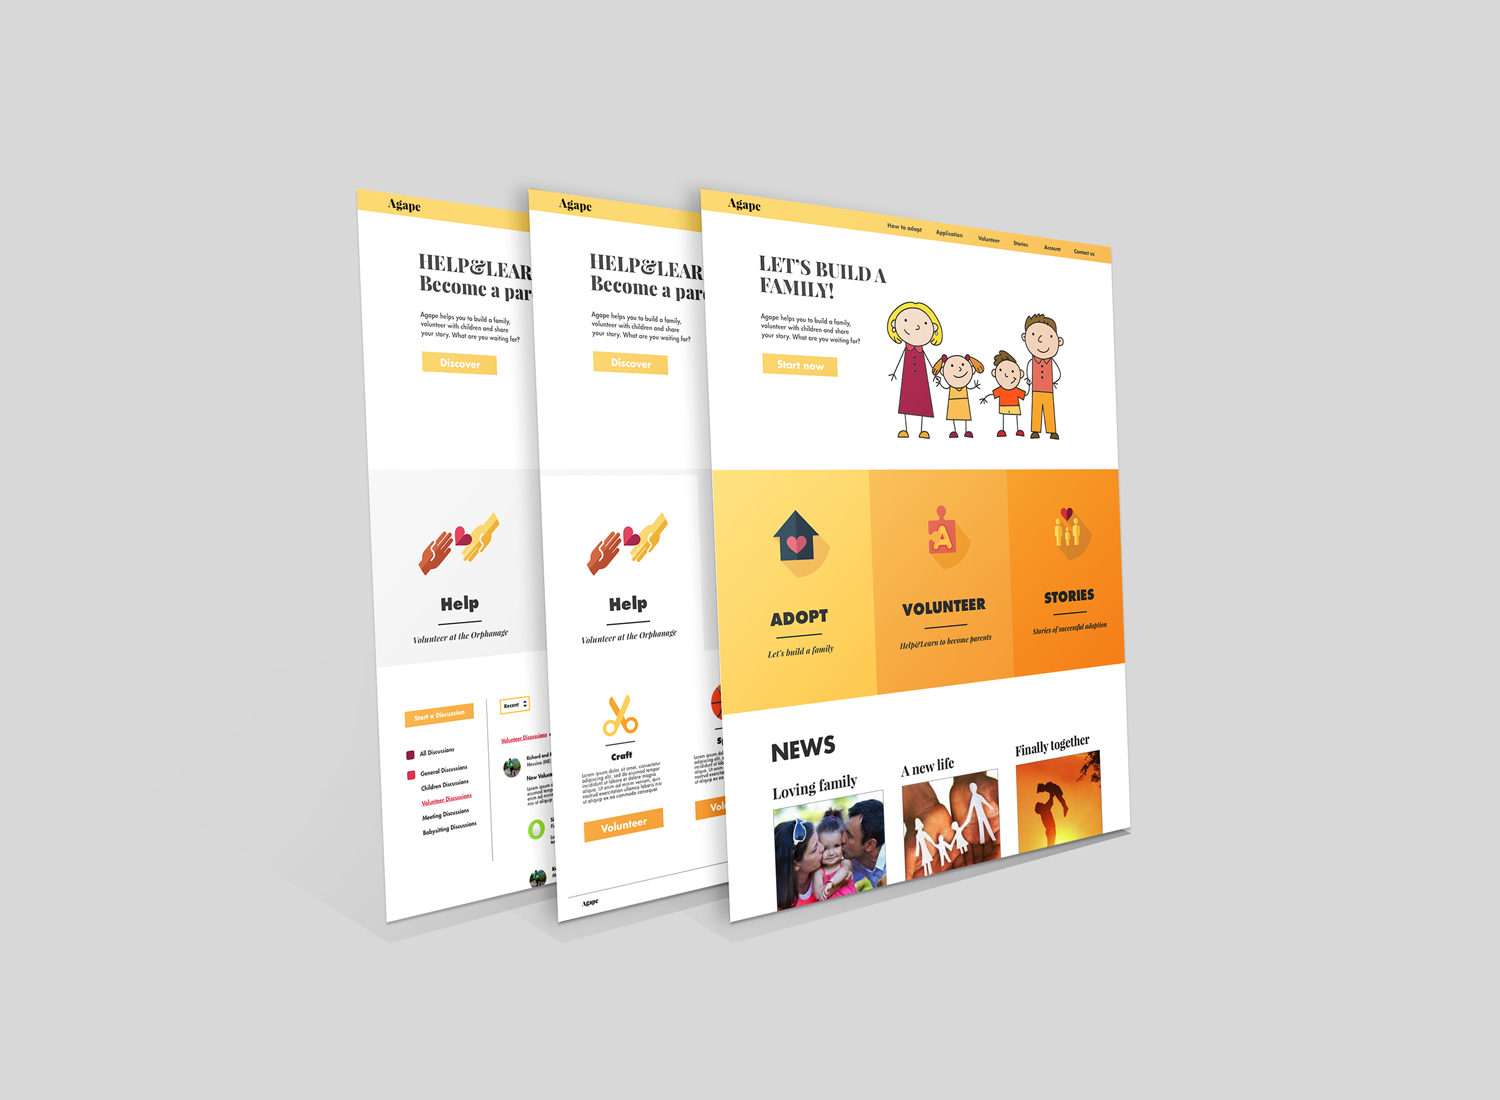 Agape
HELP&LEAR
Become a par
Agape helps you to build a family,
volunteer with children and share
your story. What are you waiting for?
Discover
Help
Volunteer at the Orphanage
Start a Discussion
All Discussions
General Discussions
Children Discussions
Volunteer Discussions
Meeting Discussions
Babysitting Discussions
Recent
Volunteer Discussions
Richard and
Messina (ME)
New Volunt
Agape
HELP&LEAR
Become a par
Agape helps you to build a family,
volunteer with children and share
your story. What are you waiting for?
Discover
Help
Volunteer at the Orphanage
Craft
Lorem ipsum dolor sit amet, consectetur
adipiscing elit, sed do eiusmod tempor
incididunt ut labore et dolore magna
aliqua. Ut enim ad minim veniam, quis
nostrud exercitation ullamco laboris nisi
ut aliquip ex ea commodo consequat.
Volunteer
Sp
Vol
Agape
Agape
How to adopt
Application
Volunteer
Stories
Account
Contact us
LET'S BUILD A
FAMILY!
Agape helps you to build a family,
volunteer with children and share
your story. What are you waiting for?
Start now
A
ADOPT
Let's build a family
VOLUNTEER
Help&Learn to become parents
STORIES
Stories of successful adoption
NEWS
Loving family
A new life
Finally together